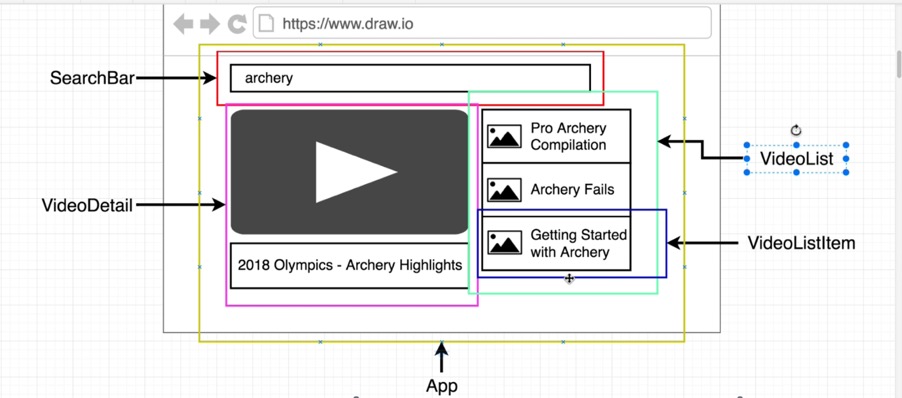 https://www.draw.io
SearchBar
archery
Pro Archery
Compilation
VideoList
Archery Fails
VideoDetail
Getting Started
with Archery
VideoListItem
2018 Olympics - Archery Highlights
App